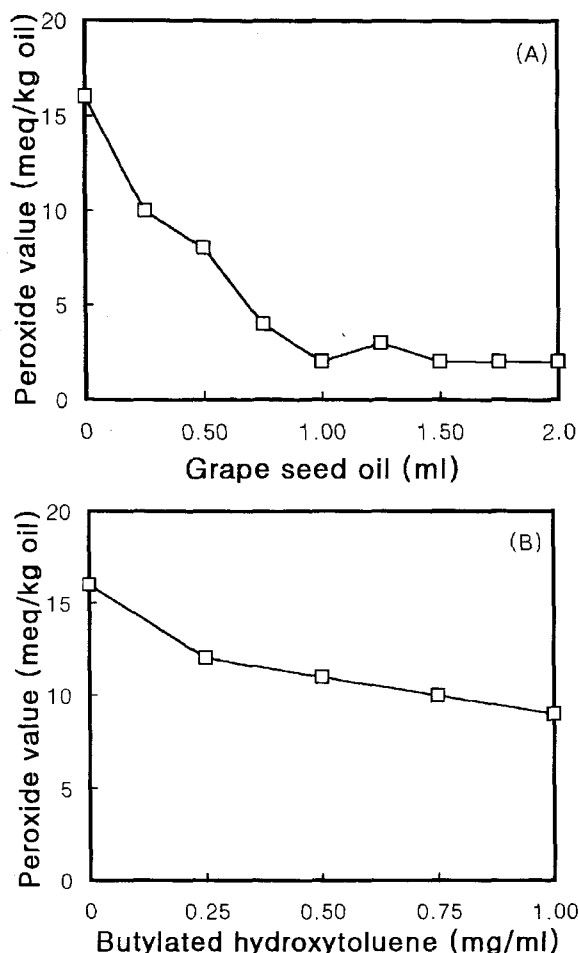 (A)
Peroxide value (meq/kg oil)
20
15
10
5
0
0 0.50 1.00 1.50 2.0
Grape seed oil (ml)
(B)
Peroxide value (meq/kg oil)
20
15
10
5
0
0 0.25 0.50 0.75 1.00
Butylated hydroxytoluene (mg/ml)